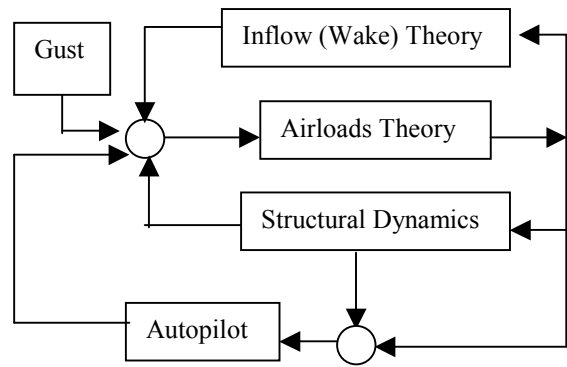 Gust
Inflow (Wake) Theory
Airloads Theory
Structural Dynamics
Autopilot